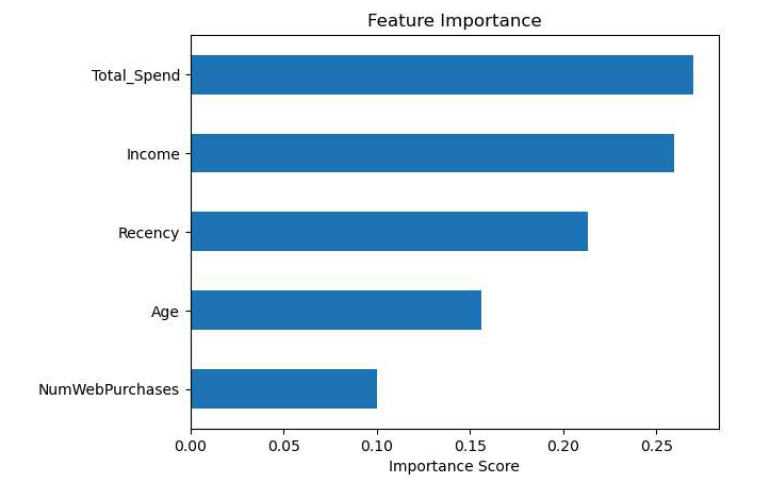 Feature Importance
Total_Spend
Income
Recency
Age
NumWebPurchases
0.00 0.05 0.10 0.15 0.20 0.25
Importance Score